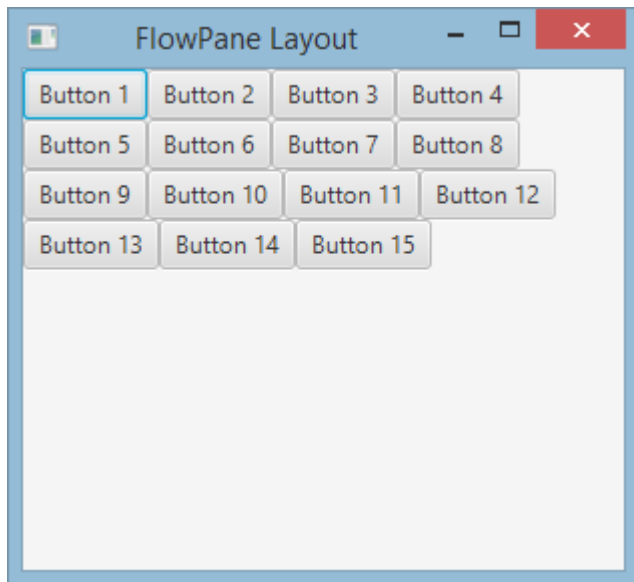 FlowPane Layout
Button 1 Button 2 Button 3 Button 4
Button 5 Button 6 Button 7 Button 8
Button 9 Button 10 Button 11 Button 12
Button 13 Button 14 Button 15